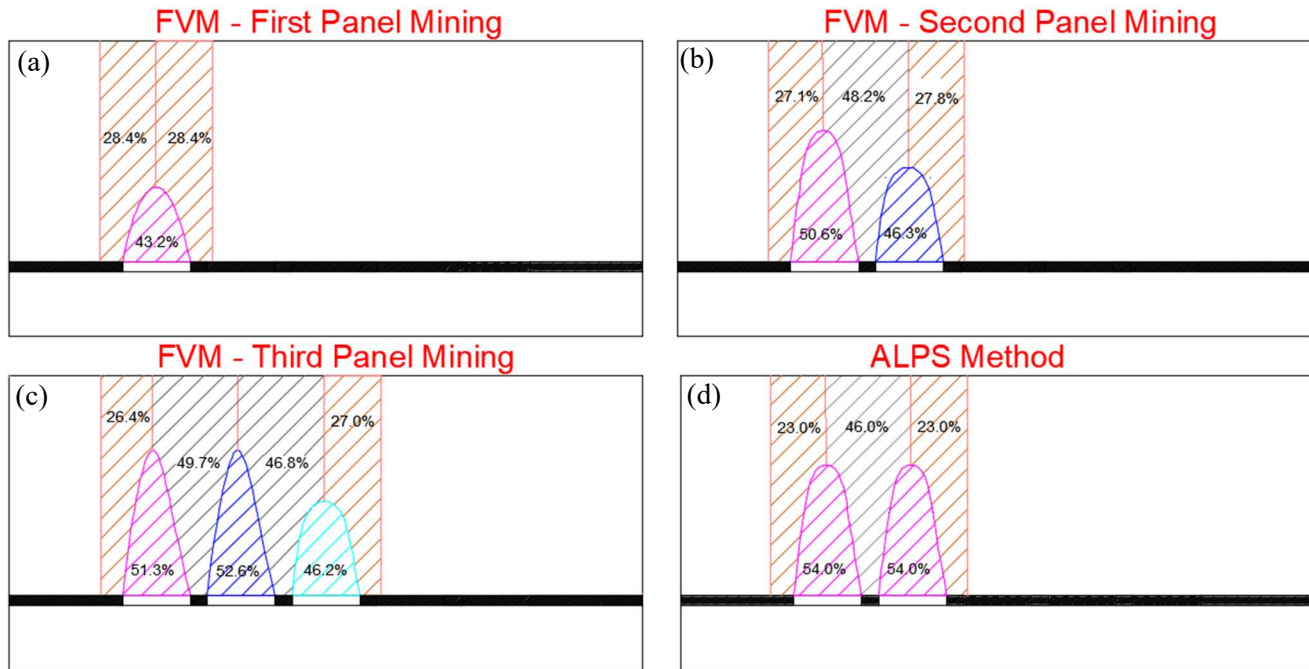 FVM - First Panel Mining
(a)
28.4%
28.4%
43.2%
FVM - Second Panel Mining
(b)
27.1%
48.2%
27.8%
50.6%
46.3%
FVM - Third Panel Mining
(c)
26.4%
27.0%
49.7%
46.8%
51.3%
52.6%
46.2%
ALPS Method
(d)
23.0%
46.0%
23.0%
54.0%
54.0%